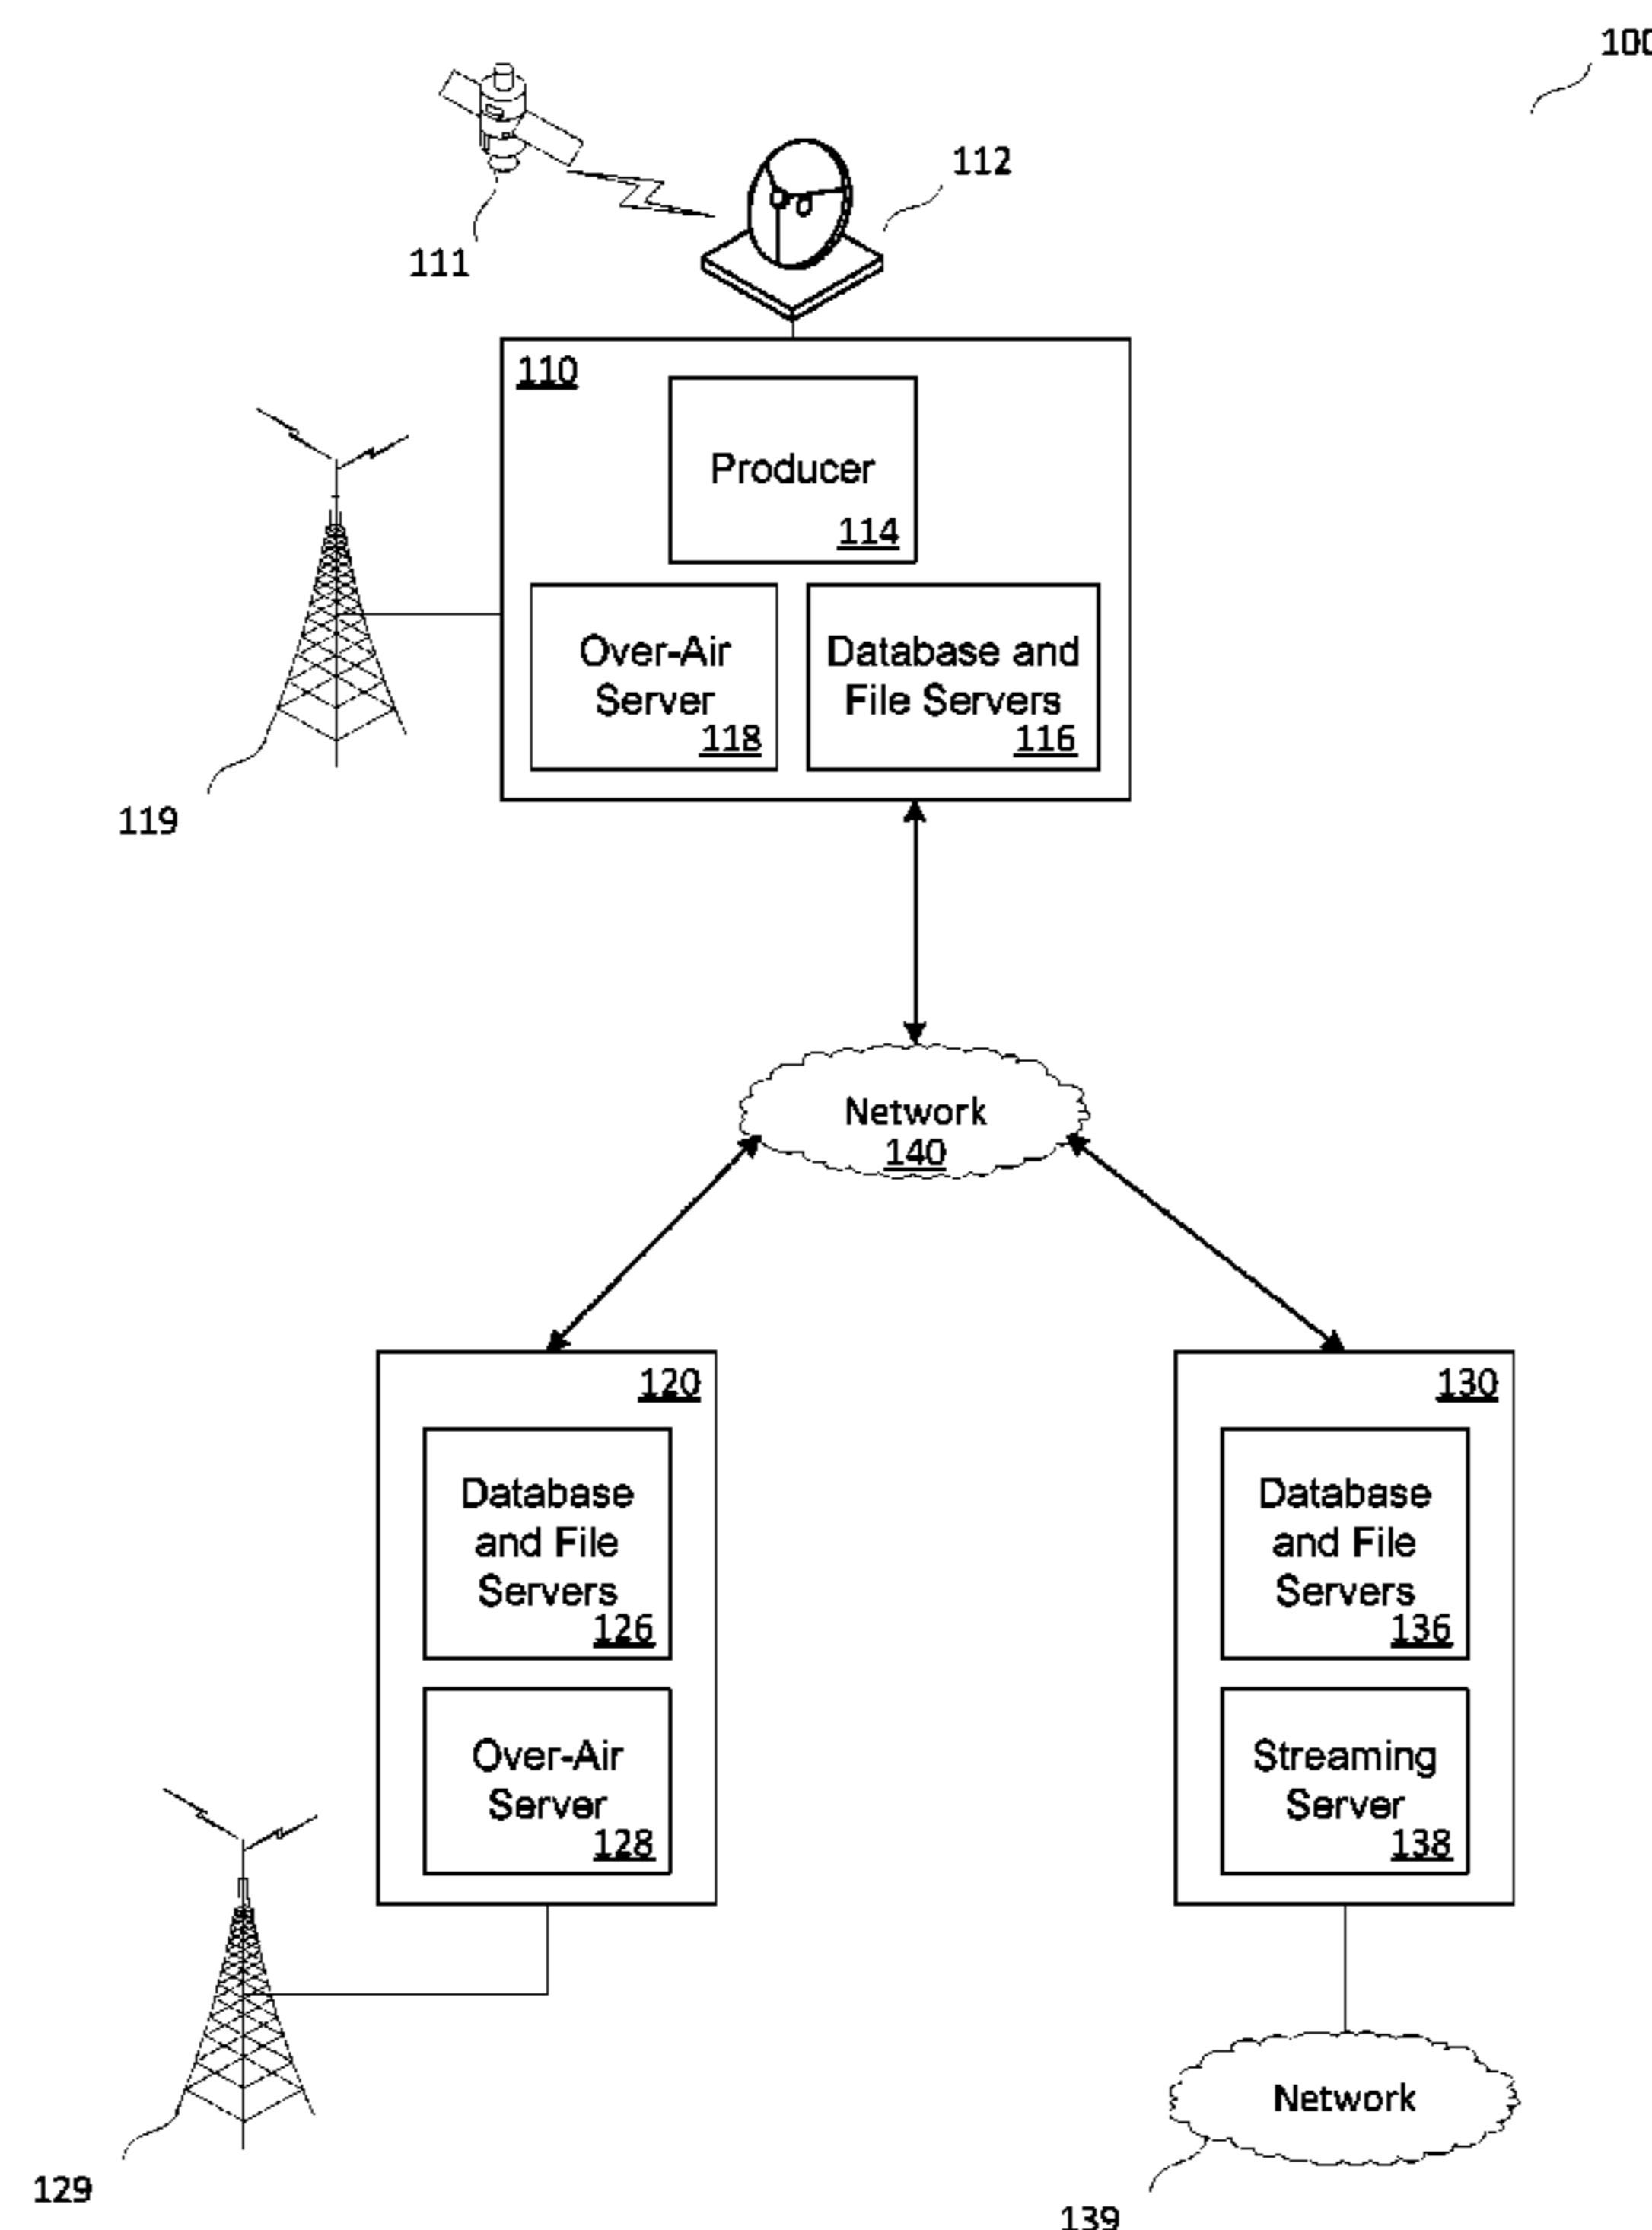 100
112
111
110
Producer
114
Over-Air
Server
118
Database and
File Servers
116
119
Network
140
120
Database
and File
Servers
126
Over-Air
Server
128
130
Database
and File
Servers
136
Streaming
Server
138
129
Network
139